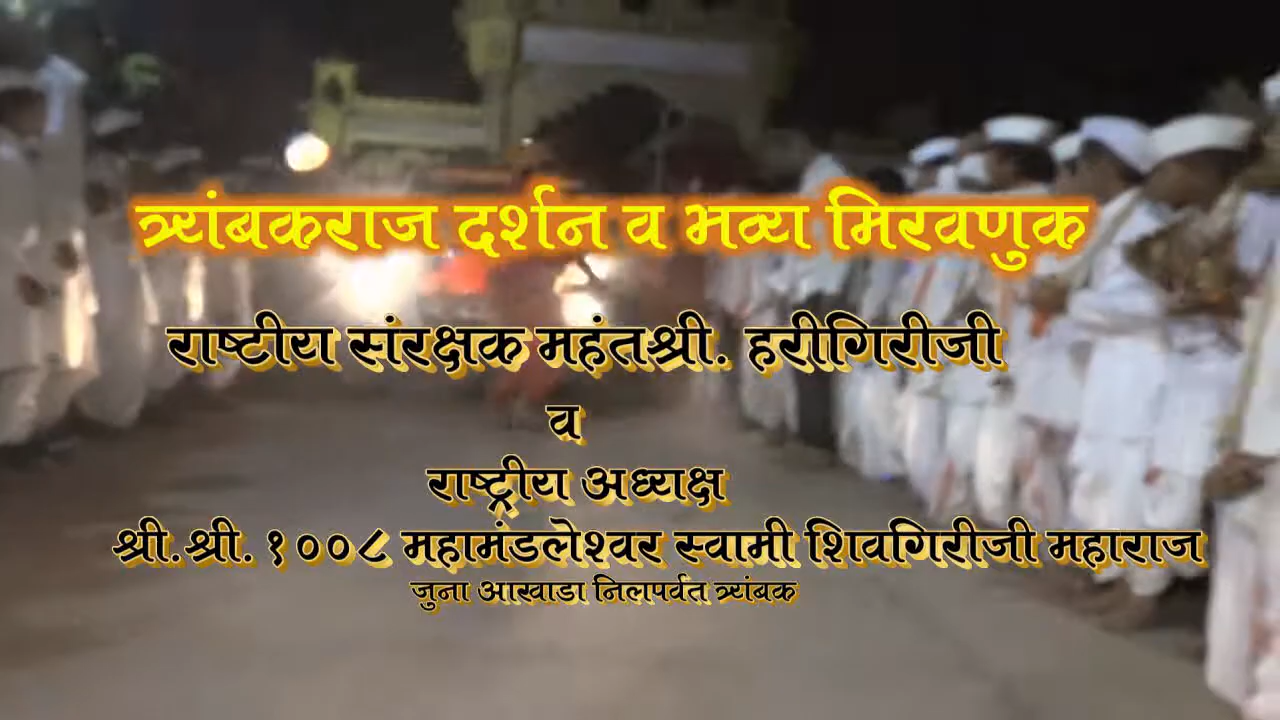 त्र्यंबकराज दर्शन व भव्य मिरवणुक
राष्टीय संरक्षक महंतश्री. हरीगिरीजी
व
राष्ट्रीय अध्यक्ष
श्री.श्री. १००८ महामंडलेश्वर स्वामी शिवगिरीजी महाराज
जुना आखाडा निलपर्वत त्र्यंबक